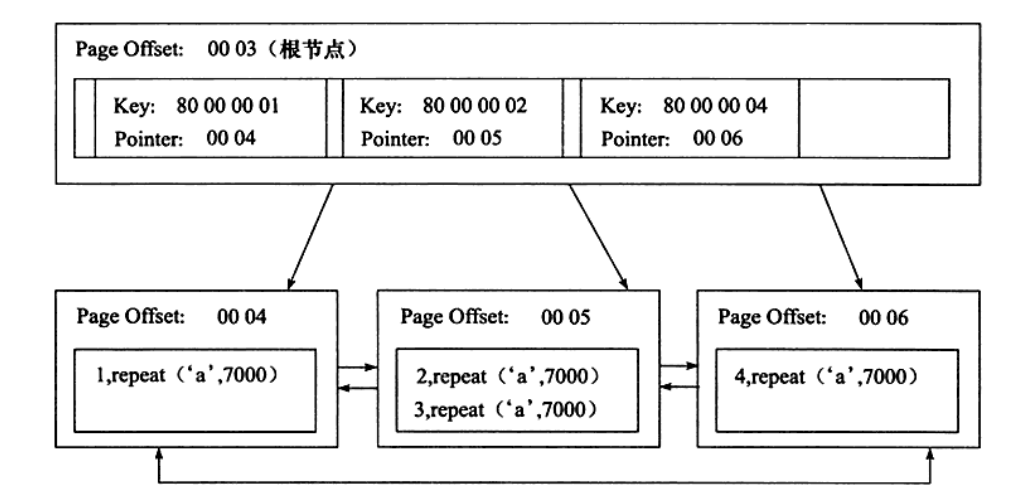 Page Offset: 00 03（根节点）
Key: 80 00 00 01
Pointer: 00 04
Key: 80 00 00 02
Pointer: 00 05
Key: 80 00 00 04
Pointer: 00 06
Page Offset: 00 04
1,repeat（‘a’,7000）
Page Offset: 00 05
2,repeat（‘a’,7000）
3,repeat（‘a’,7000）
Page Offset: 00 06
4,repeat（‘a’,7000）